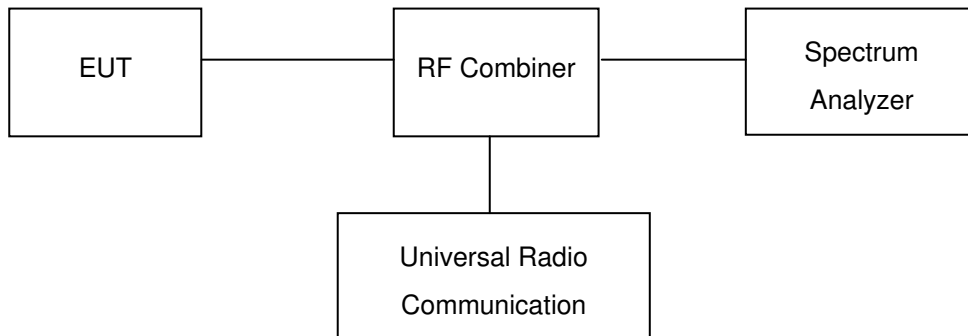 EUT
RF Combiner
Spectrum
Analyzer
Universal Radio
Communication